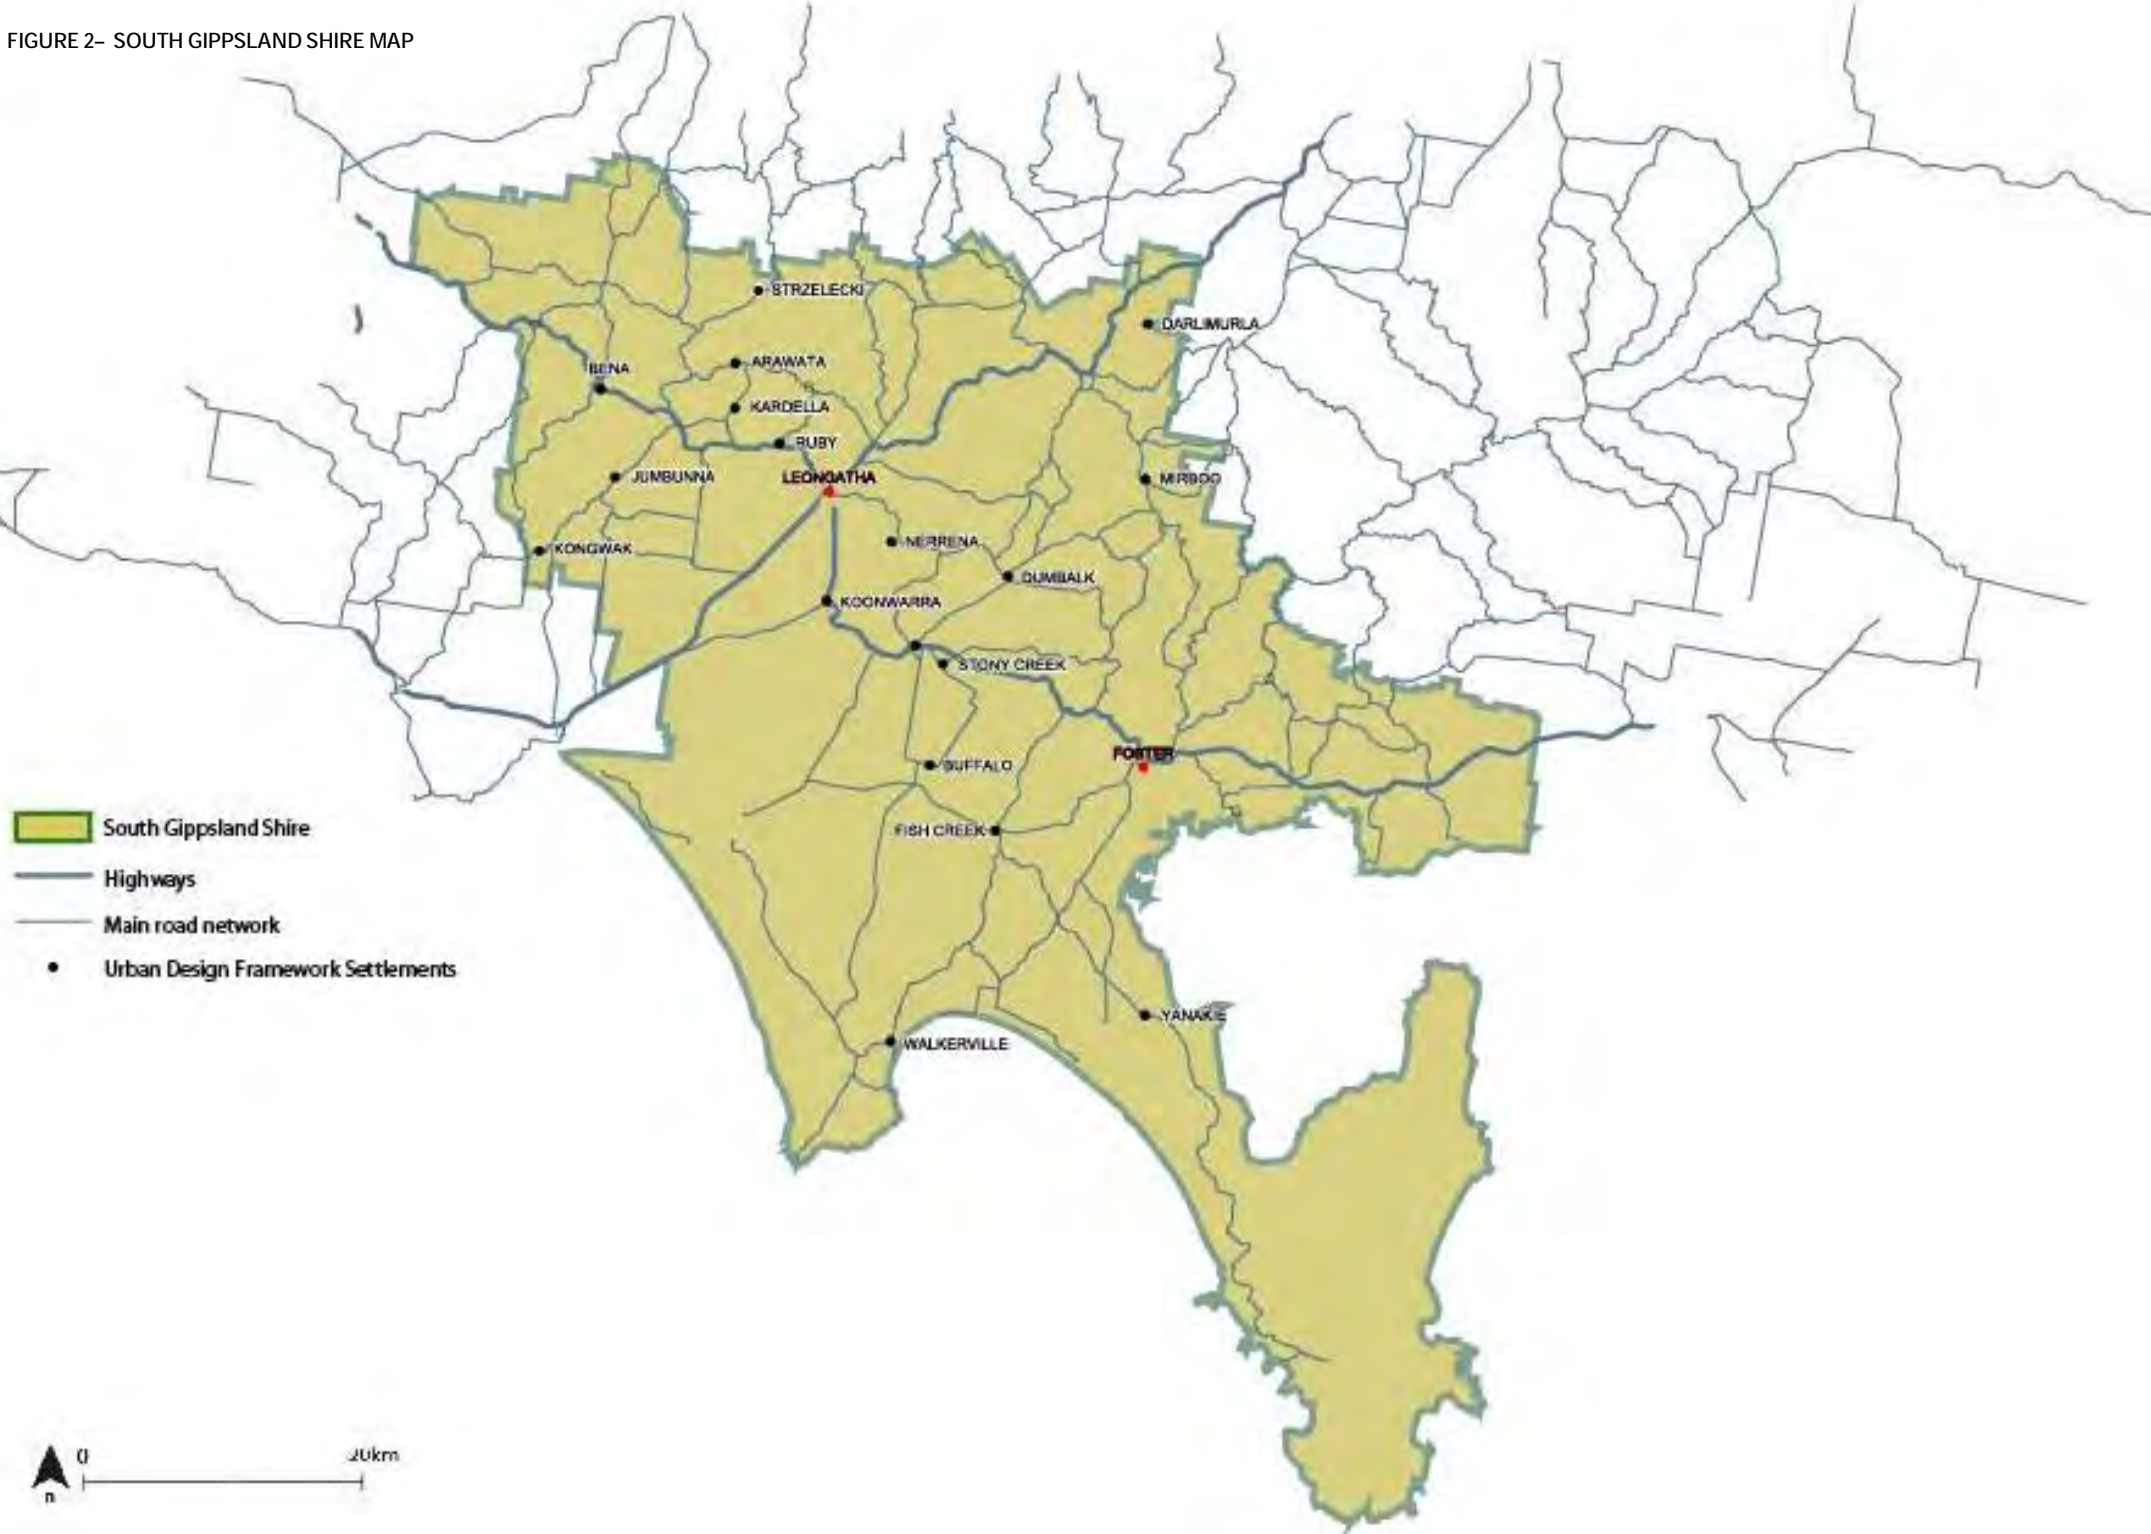 FIGURE 2– SOUTH GIPPSLAND SHIRE MAP
STRZELECKI
DARLIMURLA
ARAWATA
BENA
KARDELLA
RUBY
LEONGATHA
JUMBUNNA
MIRBOO
NERRENA
KONGWAK
DUMBALK
KOONWARRA
STONY CREEK
FOSTER
BUFFALO
FISH CREEK
YANAKIE
WALKERVILLE
South Gippsland Shire
Highways
Main road network
Urban Design Framework Settlements
0 20km
n